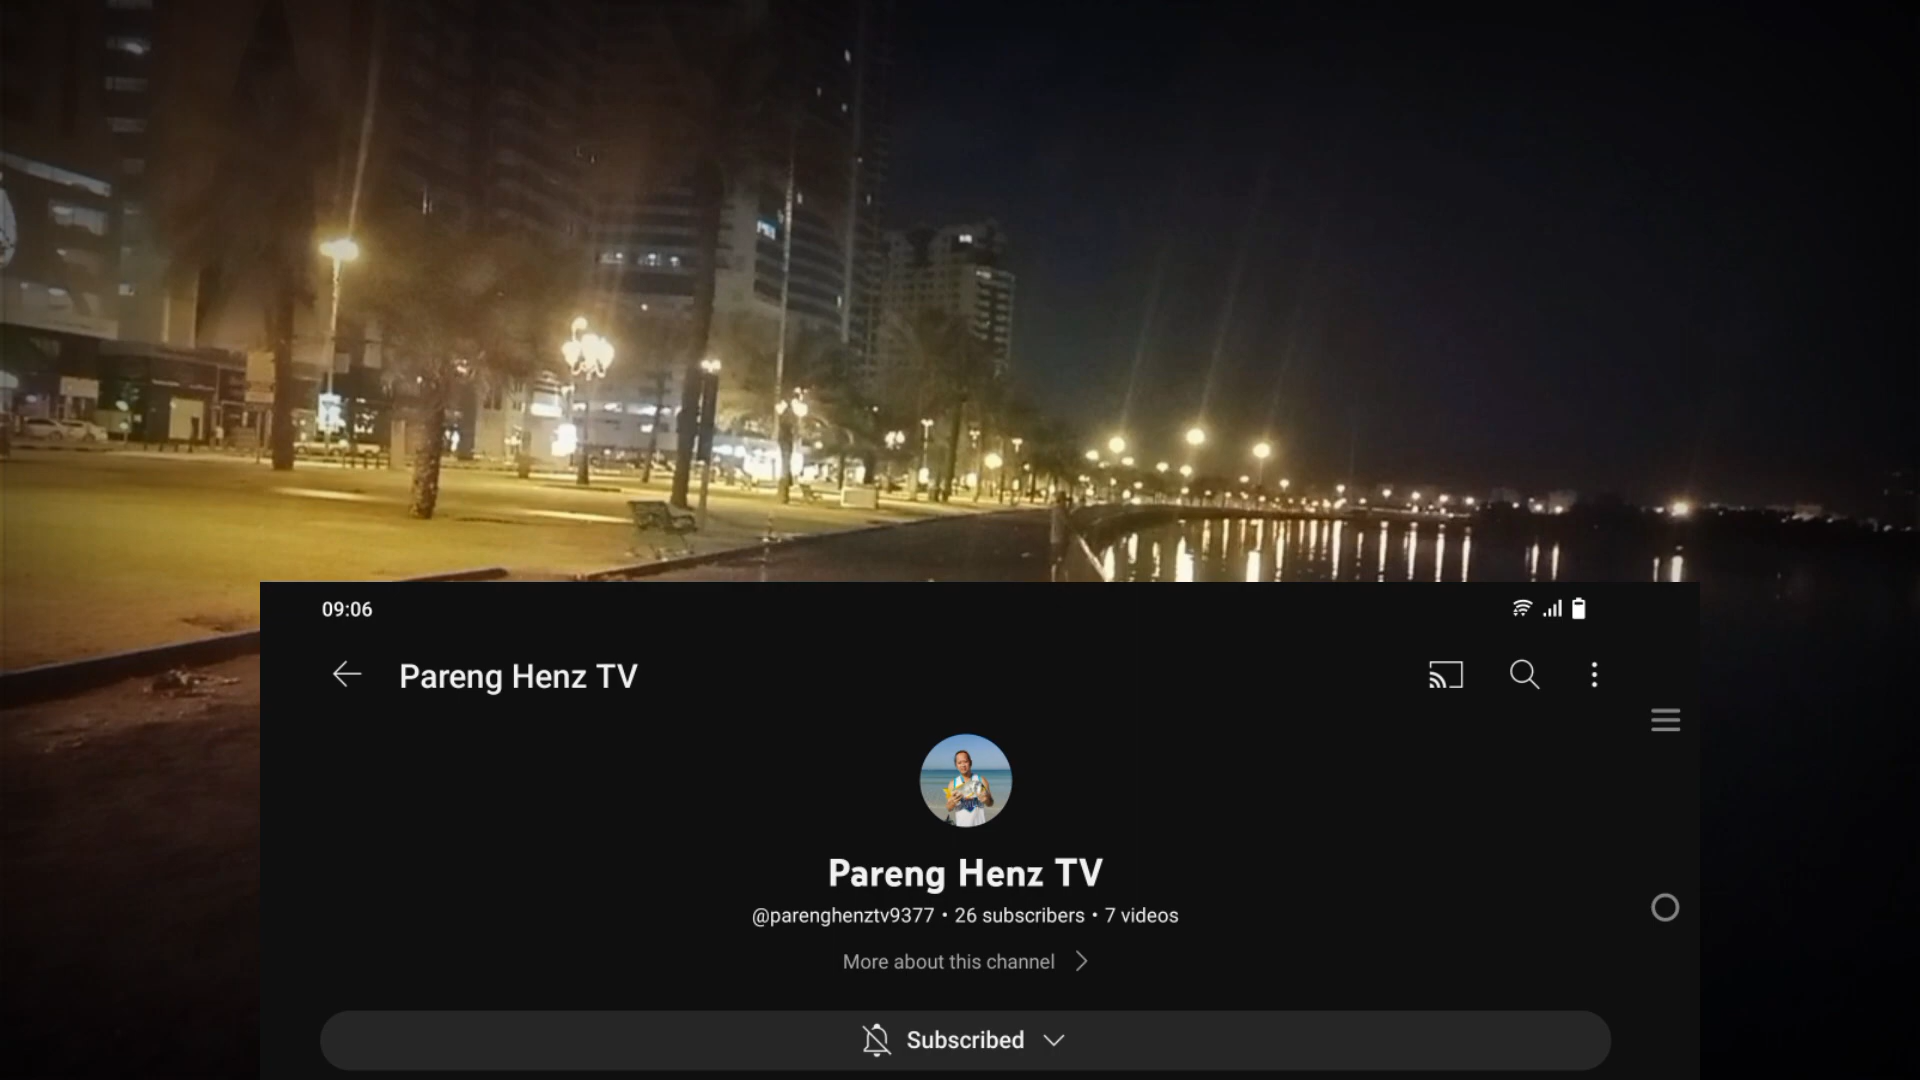 09:06
Pareng Henz TV
Pareng Henz TV
@parenghenztv9377 • 26 subscribers • 7 videos
More about this channel
Subscribed